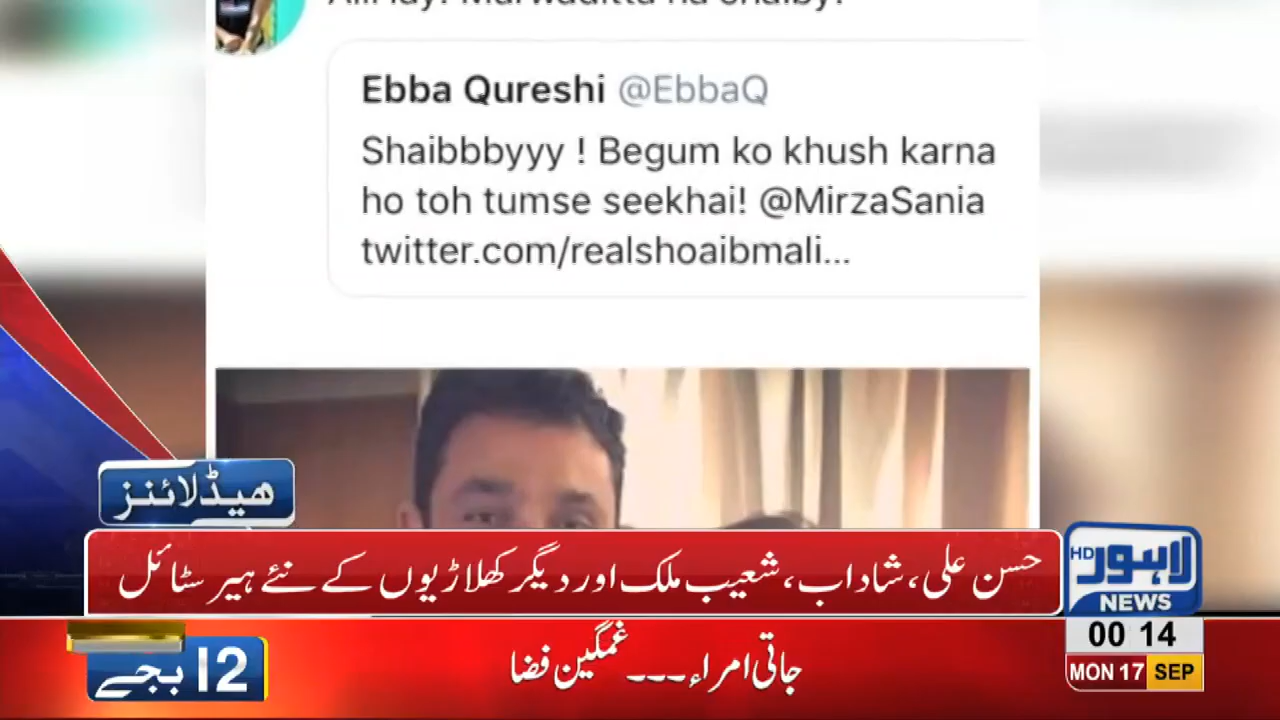 Ebba Qureshi @EbbaQ
Shaibbbyyy ! Begum ko khush karna
ho toh tumse seekhai! @MirzaSania
twitter.com/realshoaibmali...
ھیڈلائنز
حسن علی، شاداب، شعیب ملک اور دیگر کھلاڑیوں کے نئے ہیر سٹائل
HD
لاہور
NEWS
00 14
MON 17 SEP
12 بجے
جاتی امراء ۔۔۔ غمگین فضا